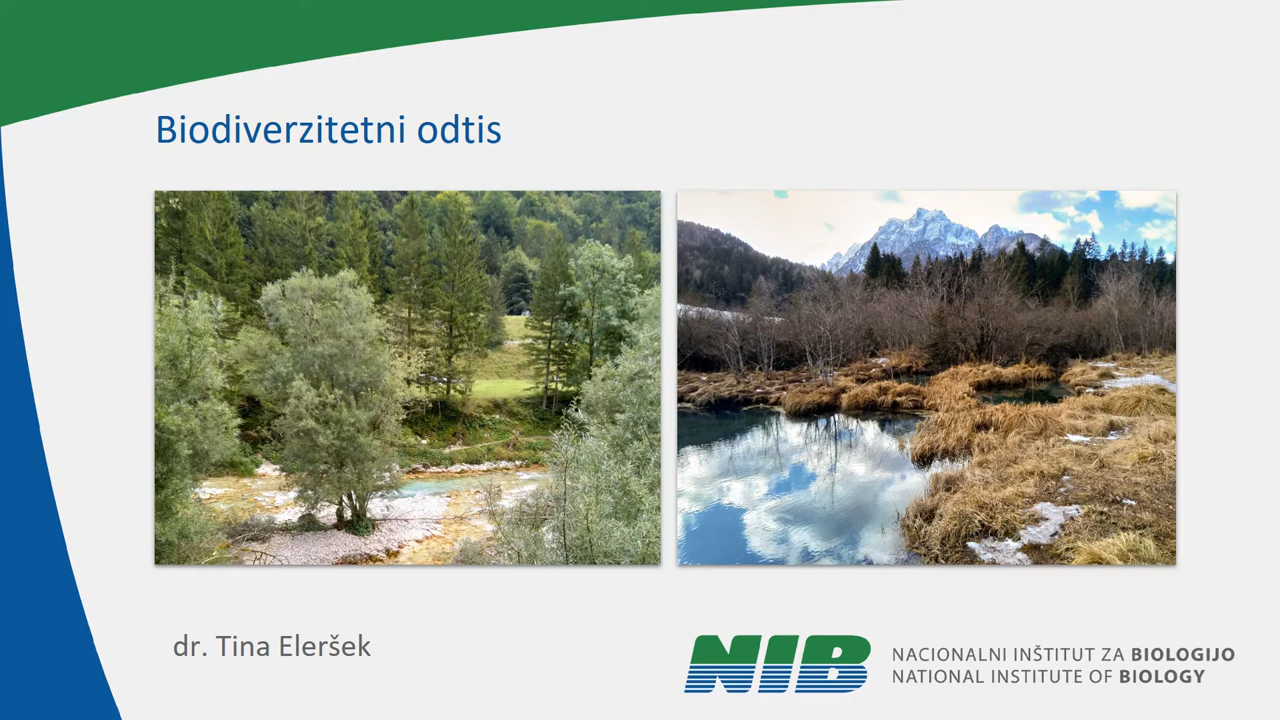 Biodiverzitetni odtis
dr. Tina Eleršek
NIB
NACIONALNI INŠTITUT ZA BIOLOGIJO
NATIONAL INSTITUTE OF BIOLOGY